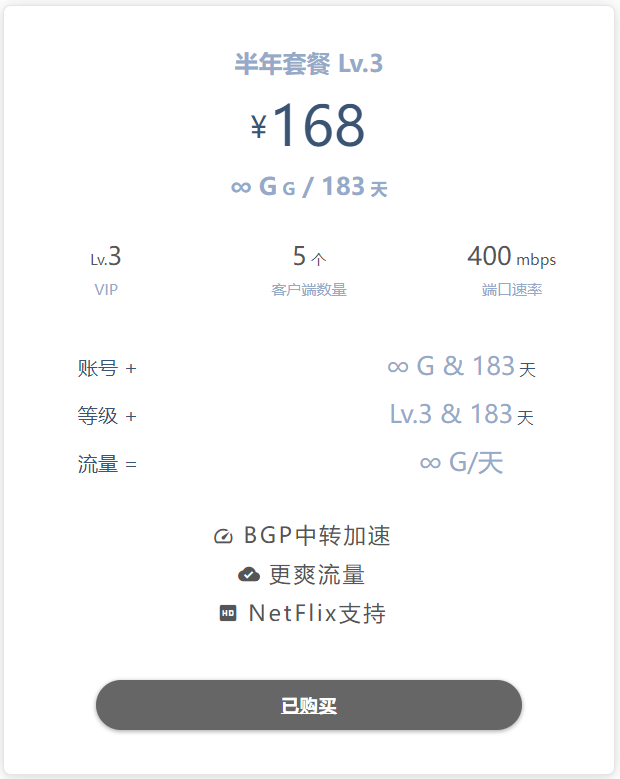 半年套餐 Lv.3
¥168
∞ G G / 183 天
Lv.3 5 个 400 mbps
VIP 客户端数量 端口速率
账号 + ∞ G & 183 天
等级 + Lv.3 & 183 天
流量 = ∞ G/天
BGP中转加速
更爽流量
HD NetFlix支持
已购买